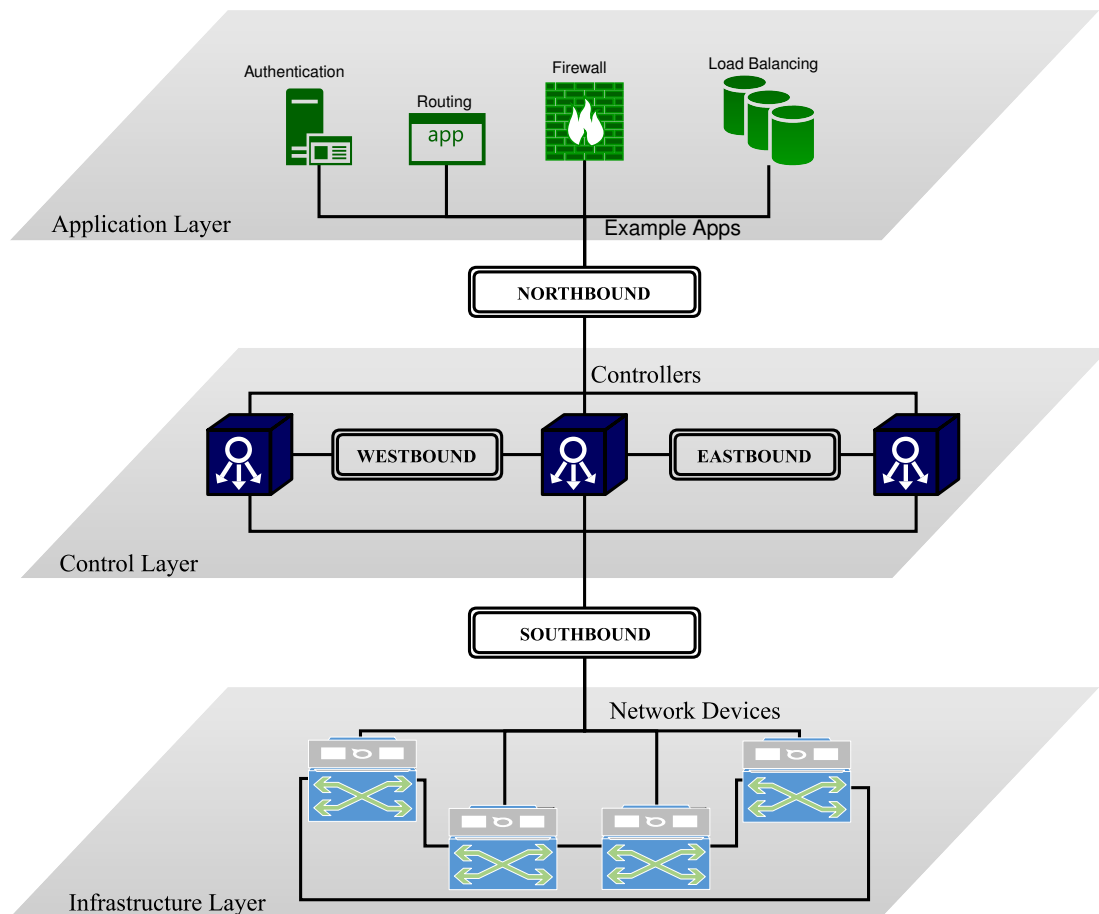 Authentication
Routing
app
Firewall
Load Balancing
Application Layer
Example Apps
NORTHBOUND
Controllers
WESTBOUND
EASTBOUND
Control Layer
SOUTHBOUND
Network Devices
Infrastructure Layer